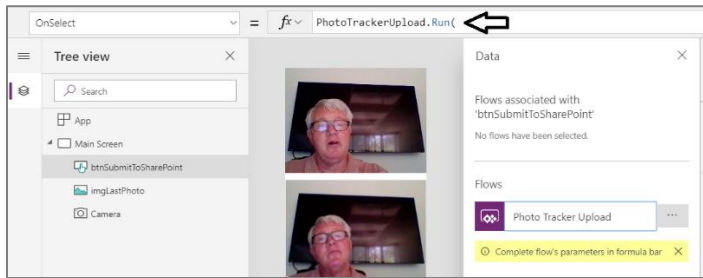 OnSelect = fx PhotoTrackerUpload.Run(
Tree view
Search
App
Main Screen
btnSubmitToSharePoint
imgLastPhoto
Camera
Data
Flows associated with
'btnSubmitToSharePoint'
No flows have been selected.
Flows
Photo Tracker Upload
Complete flow's parameters in formula bar